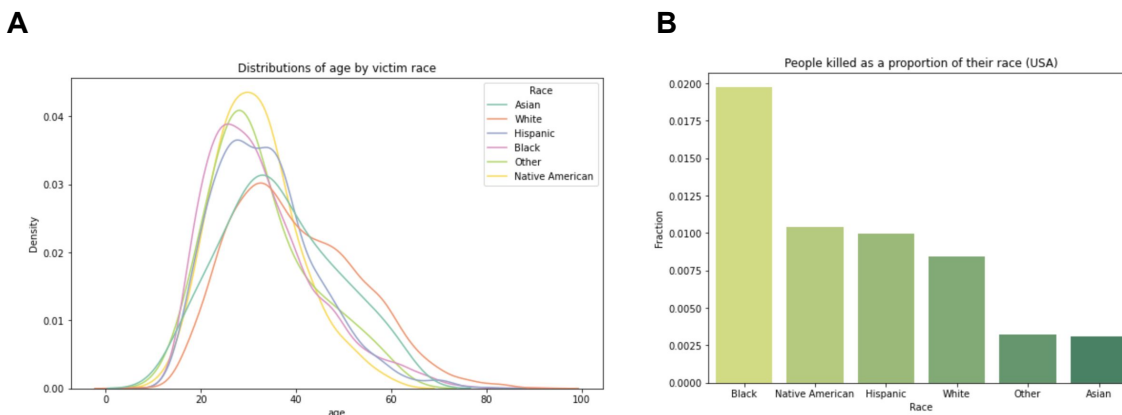 A
Distributions of age by victim race
Race
Asian
White
Hispanic
Black
Other
Native American
0.04
0.03
0.02
0.01
0.00
Density
0
20
40
60
80
100
age
B
People killed as a proportion of their race (USA)
0.0200
0.0175
0.0150
0.0125
0.0100
0.0075
0.0050
0.0025
0.0000
Fraction
Black
Native American
Hispanic
White
Other
Asian
Race